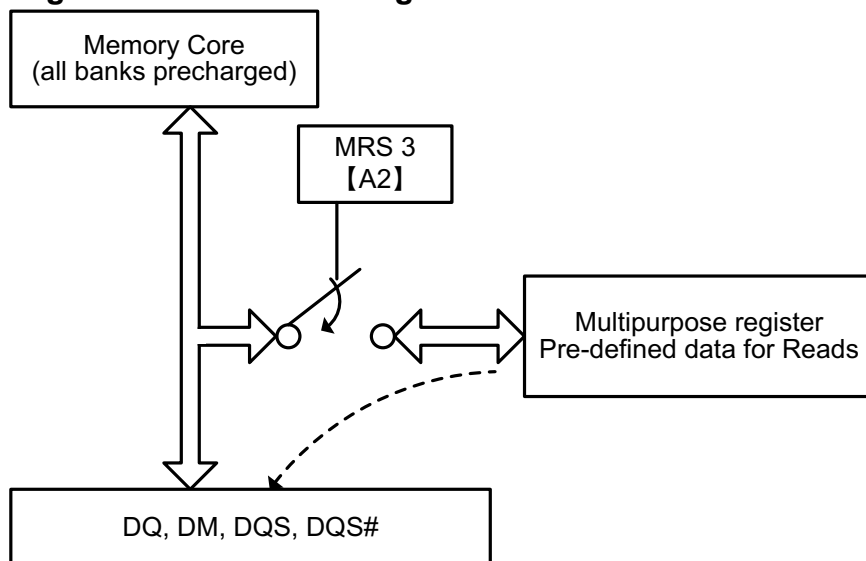 Memory Core
(all banks precharged)
MRS 3
【A2】
Multipurpose register
Pre-defined data for Reads
DQ, DM, DQS, DQS#